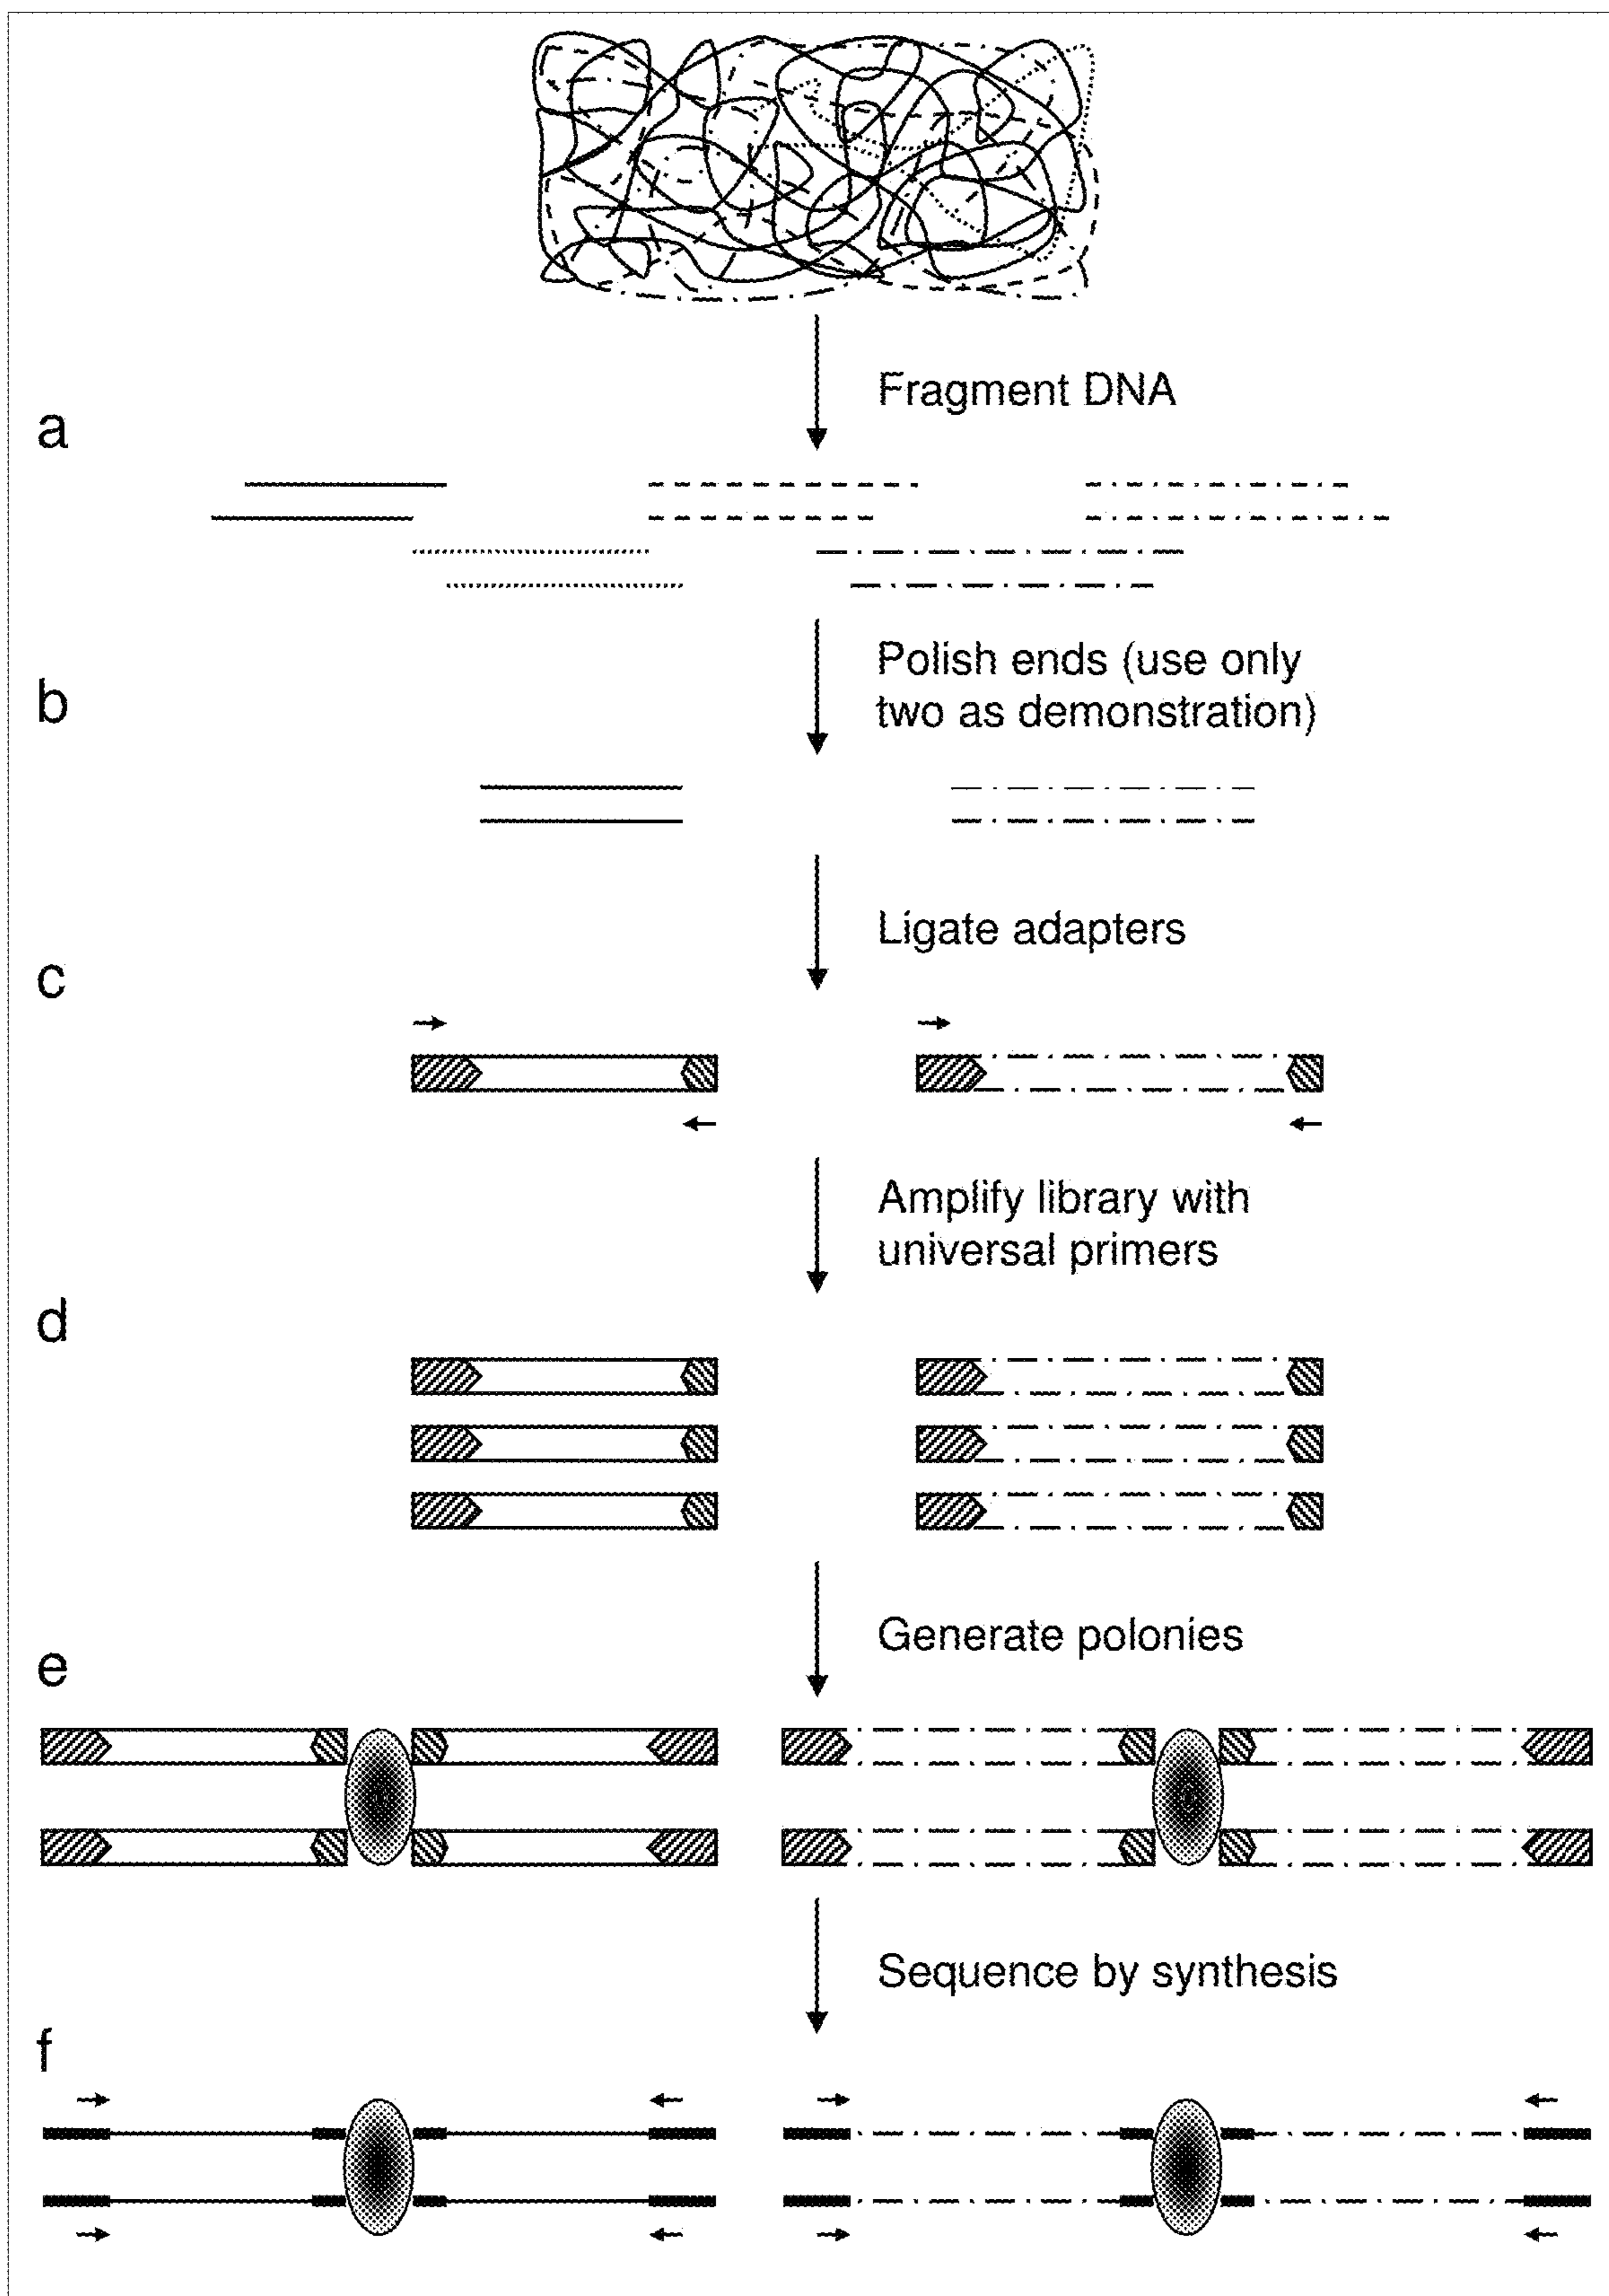 Fragment DNA
a
Polish ends (use only
two as demonstration)
b
Ligate adapters
c
Amplify library with
universal primers
d
Generate polonies
e
Sequence by synthesis
f